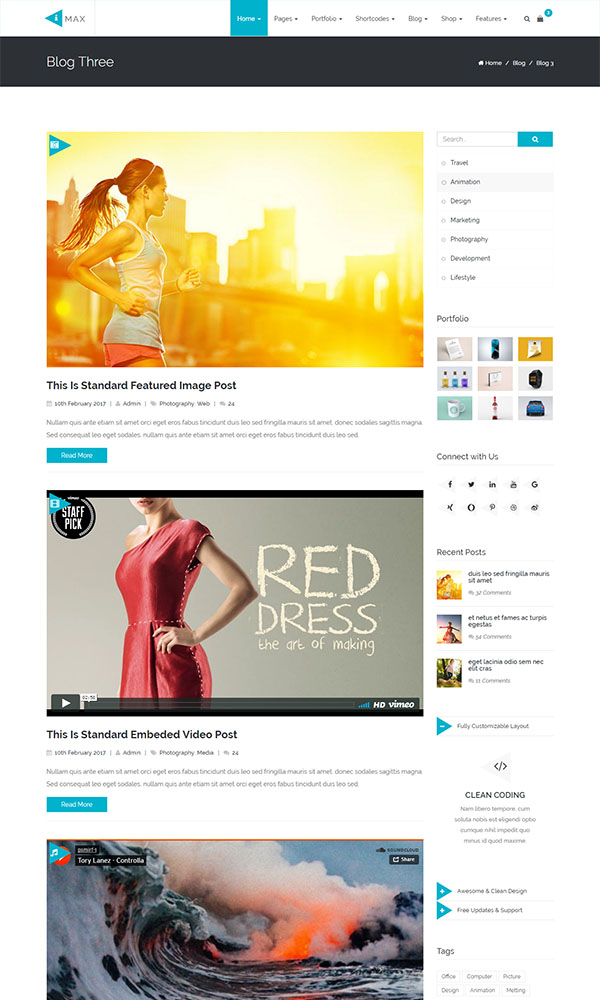 MAX
Home Pages Portfolio Shortcodes Blog Shop Features 3
Blog Three
Home / Blog / Blog 3
This Is Standard Featured Image Post
10th February 2017 | Admin | Photography, Web | 24
Nullam quis ante etiam sit amet orci eget eros fabus tincidunt duis leo sed fringilla mauris sit amet, donec sodales sagittis magna.
Sed consequat leo eget sodales, nullam quis ante etiam sit amet orci eget eros fabus tincidunt duis leo sed.
Read More
vimeo
STAFF
PICK
RED
DRESS
the art of making
02:58
HD vimeo
This Is Standard Embeded Video Post
10th February 2017 | Admin | Photography, Media | 24
Nullam quis ante etiam sit amet orci eget eros fabus tincidunt duis leo sed fringilla mauris sit amet, donec sodales sagittis magna.
Sed consequat leo eget sodales, nullam quis ante etiam sit amet orci eget eros fabus tincidunt duis leo sed.
Read More
Tory Lanez - Controlla
SOUNDCLOUD
Share
Search..
Travel
Animation
Design
Marketing
Photography
Development
Lifestyle
Portfolio
Connect with Us
Recent Posts
duis leo sed fringilla mauris
sit amet
32 Comments
et netus et fames ac turpis
egestas
54 Comments
eget lacinia odio sem nec
elit cras
11 Comments
Fully Customizable Layout
</>
CLEAN CODING
Nam libero tempore, cum
soluta nobis est eligendi optio
cumque nihil impedit quo
minus id quod maxime
Awesome & Clean Design
Free Updates & Support
Tags
Office Computer Picture
Design Animation Melting